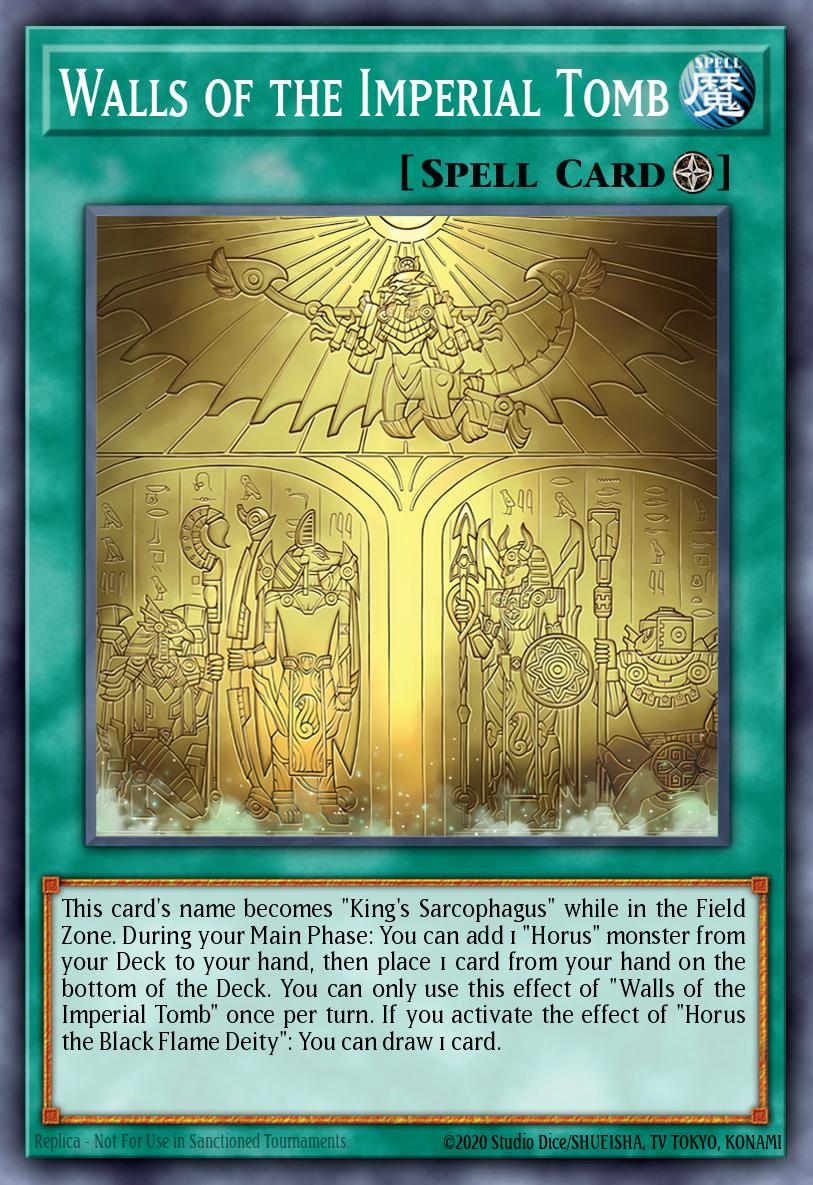 Walls of the Imperial Tomb
SPELL
魔
[Spell Card]
This card's name becomes "King's Sarcophagus" while in the Field
Zone. During your Main Phase: You can add 1 "Horus" monster from
your Deck to your hand, then place 1 card from your hand on the
bottom of the Deck. You can only use this effect of "Walls of the
Imperial Tomb" once per turn. If you activate the effect of "Horus
the Black Flame Deity": You can draw 1 card.
Replica - Not For Use in Sanctioned Tournaments.
©2020 Studio Dice/SHUEISHA, TV TOKYO, KONAMI